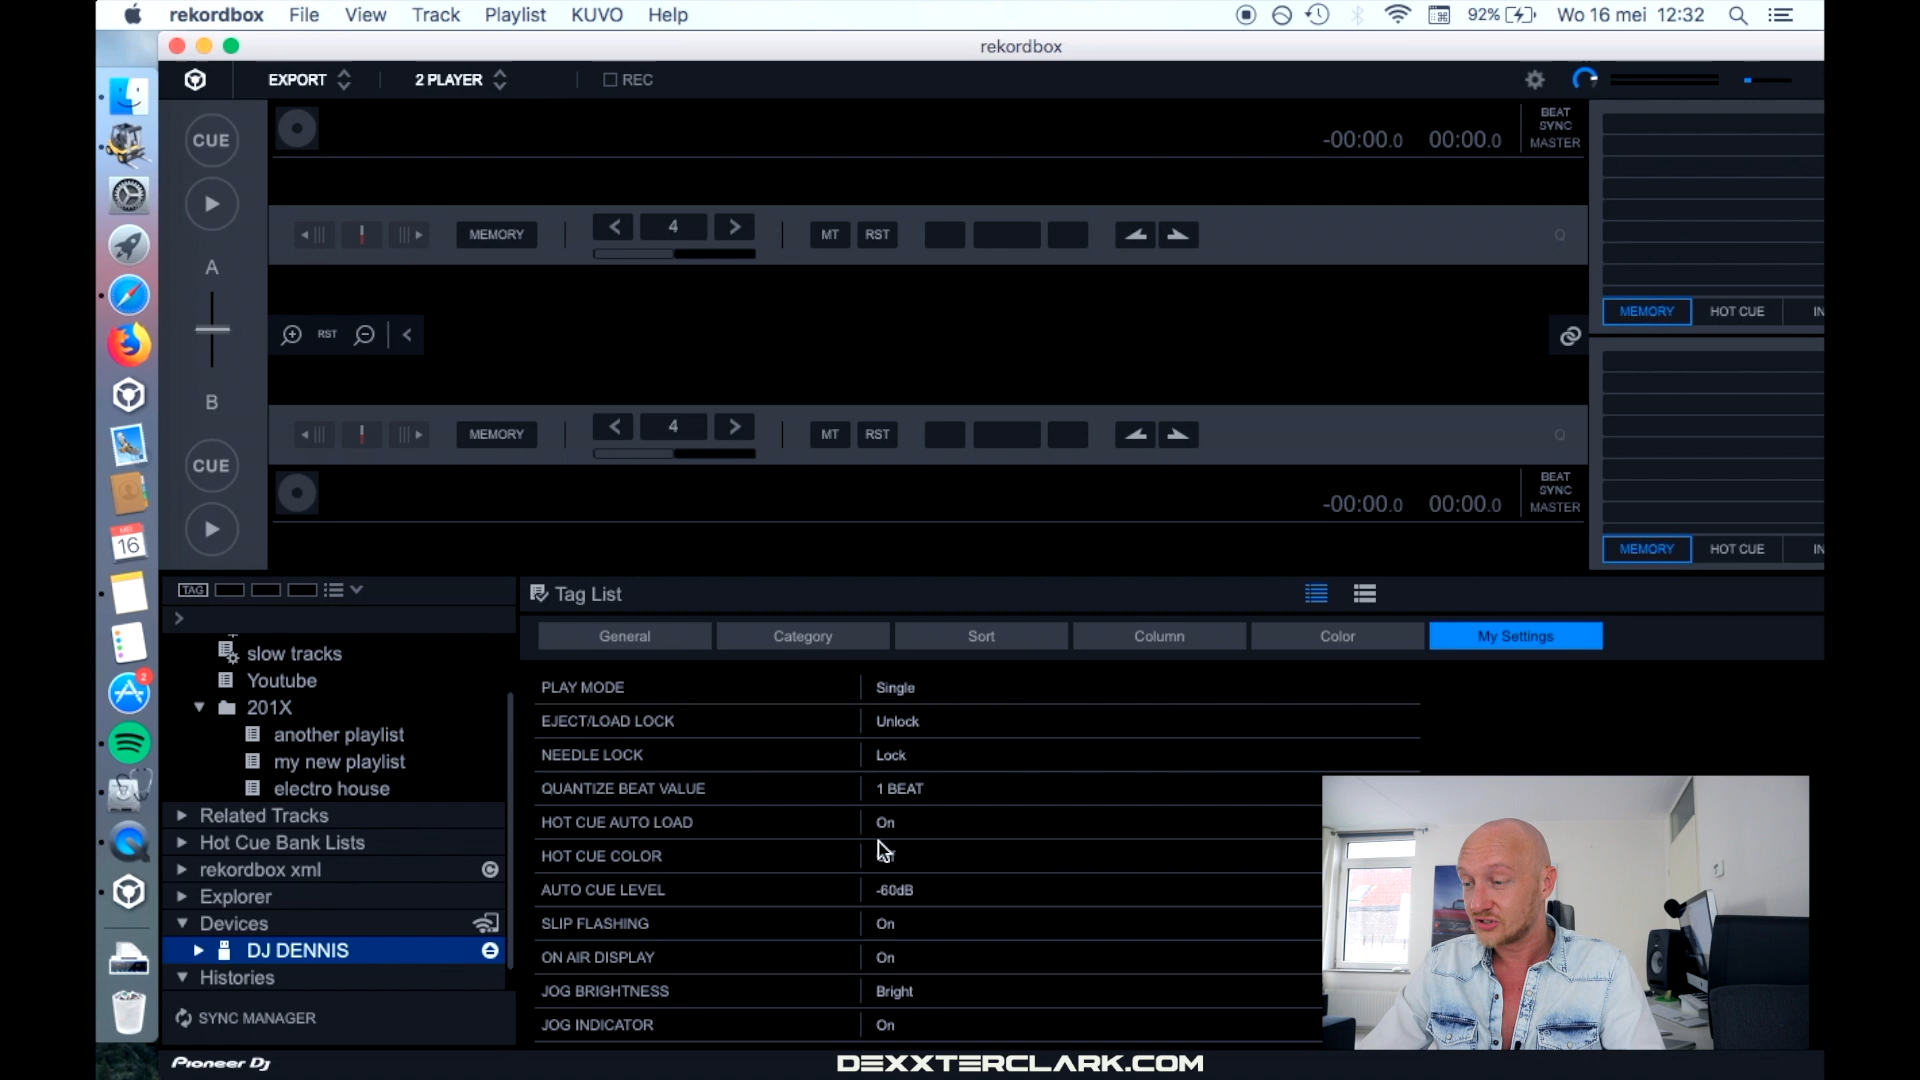 rekordbox File View Track Playlist KUVO Help
92% Wo 16 mei 12:32
rekordbox
EXPORT 2 PLAYER REC
CUE
-00:00.0 00:00.0
BEAT
SYNC
MASTER
MEMORY 4 MT RST Q
A
MEMORY HOT CUE IN
RST
B
MEMORY 4 MT RST Q
CUE
-00:00.0 00:00.0
BEAT
SYNC
MASTER
MEMORY HOT CUE IN
TAG
slow tracks
Youtube
201X
another playlist
my new playlist
electro house
Related Tracks
Hot Cue Bank Lists
rekordbox xml
Explorer
Devices
DJ DENNIS
Histories
SYNC MANAGER
Tag List
General Category Sort Column Color My Settings
PLAY MODE Single
EJECT/LOAD LOCK Unlock
NEEDLE LOCK Lock
QUANTIZE BEAT VALUE 1 BEAT
HOT CUE AUTO LOAD On
HOT CUE COLOR
AUTO CUE LEVEL -60dB
SLIP FLASHING On
ON AIR DISPLAY On
JOG BRIGHTNESS Bright
JOG INDICATOR On
MEI
16
2
Pioneer Dj
DEXXTERCLARK.COM